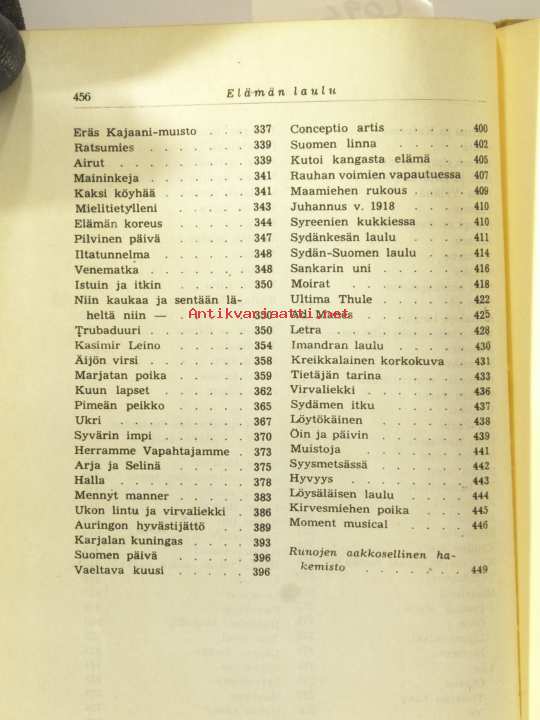 456
Elämän laulu
Eräs Kajaani-muisto . . . 337
Ratsumies . . . . . 339
Airut . . . . . . 339
Maininkeja . . . . . 341
Kaksi köyhää . . . . . 341
Mielitietylleni . . . . 343
Elämän koreus . . . . 344
Pilvinen päivä . . . . 347
Iltatunnelma . . . . . 348
Venematka . . . . . 348
Istuin ja itkin . . . . 350
Niin kaukaa ja sentään lä-
heltä niin — . . . . 350
Trubaduuri . . . . . 350
Kasimir Leino . . . . 354
Äijön virsi . . . . . 358
Marjatan poika . . . . 359
Kuun lapset . . . . . 362
Pimeän peikko . . . . 365
Ukri . . . . . . 367
Syvärin impi . . . . . 370
Herramme Vapahtajamme . 373
Arja ja Selinä . . . . 375
Halla . . . . . . 378
Mennyt manner . . . . 383
Ukon lintu ja virvaliekki . 386
Auringon hyvästijättö . . 389
Karjalan kuningas . . . 393
Suomen päivä . . . . 396
Vaeltava kuusi . . . . 396
Conceptio artis . . . . . 400
Suomen linna . . . . 402
Kutoi kangasta elämä . . 405
Rauhan voimien vapautuessa 407
Maamiehen rukous . . . . 409
Juhannus v. 1918 . . . . 410
Syreenien kukkiessa . . . 410
Sydänkesän laulu . . . . 411
Sydän-Suomen laulu . . . 414
Sankarin uni . . . . . 416
Moirat . . . . . . 418
Ultima Thule . . . . . 422
Ad Manes . . . . . 425
Letra . . . . . . 428
Imandran laulu . . . . 430
Kreikkalainen korkokuva . 431
Tietäjän tarina . . . . 433
Virvaliekki . . . . . 436
Sydämen itku . . . . 437
Löytökäinen . . . . . 438
Öin ja päivin . . . . 439
Muistoja . . . . . 441
Syysmetsässä . . . . . 442
Hyvyys . . . . . . 443
Löysäläisen laulu . . . . 444
Kirvesmiehen poika . . . 445
Moment musical . . . . 446
Runojen aakkosellinen ha-
kemisto . . . . . . 449
Antikvariaatti.net